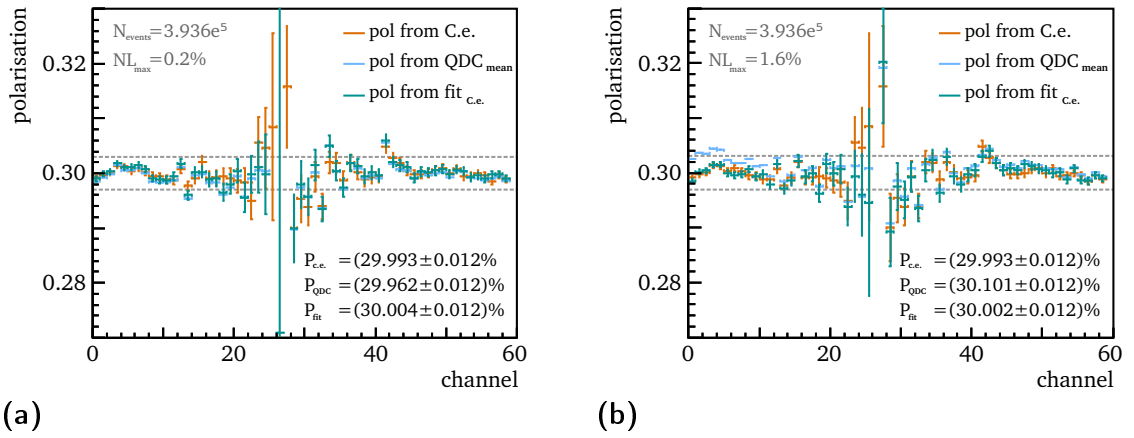 polarisation
0.32
0.30
0.28
N_events=3.936e⁵
NL_max=0.2%
pol from C.e.
pol from QDC_mean
pol from fit_C.e.
P_c.e. =(29.993±0.012%
P_QDC =(29.962±0.012)%
P_fit =(30.004±0.012)%
0 20 40 60
channel
(a)
polarisation
0.32
0.30
0.28
N_events=3.936e⁵
NL_max=1.6%
pol from C.e.
pol from QDC_mean
pol from fit_C.e.
P_c.e. =(29.993±0.012)%
P_QDC =(30.101±0.012)%
P_fit =(30.002±0.012)%
0 20 40 60
channel
(b)